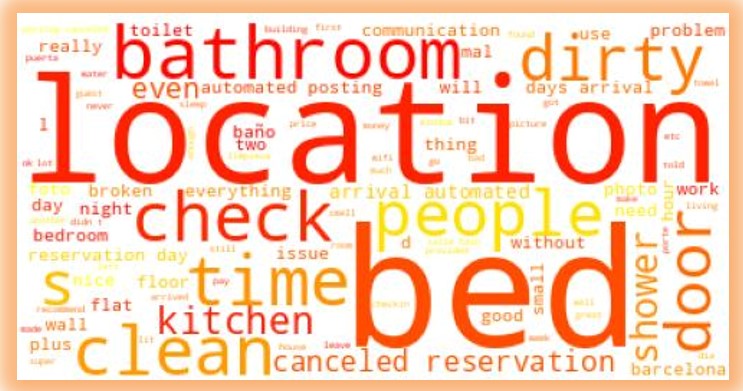 toilet
building
first
communication
use
problem
really
bathroom
mal
found
dirty
puerta
even
automated posting
will
days arrival
water
guest
never
sleep
price
money
bit
picture
got
towel
location
l
baño
two
thing
wifi
go
bad
etc
told
ok lot
foto
broken
everything
arrival automated
photo
hour
work
day
night
check
smell
people
need
make
living
another
didn t
bedroom
d
without
reservation day
still
room
issue
door
s
nice
floor
time
pay
bed
small
shower
arrived
checkin
good
well
great
recommend
flat
kitchen
made
wall
leave
week
plus
clean
lit
house
super
canceled reservation
dia
barcelona